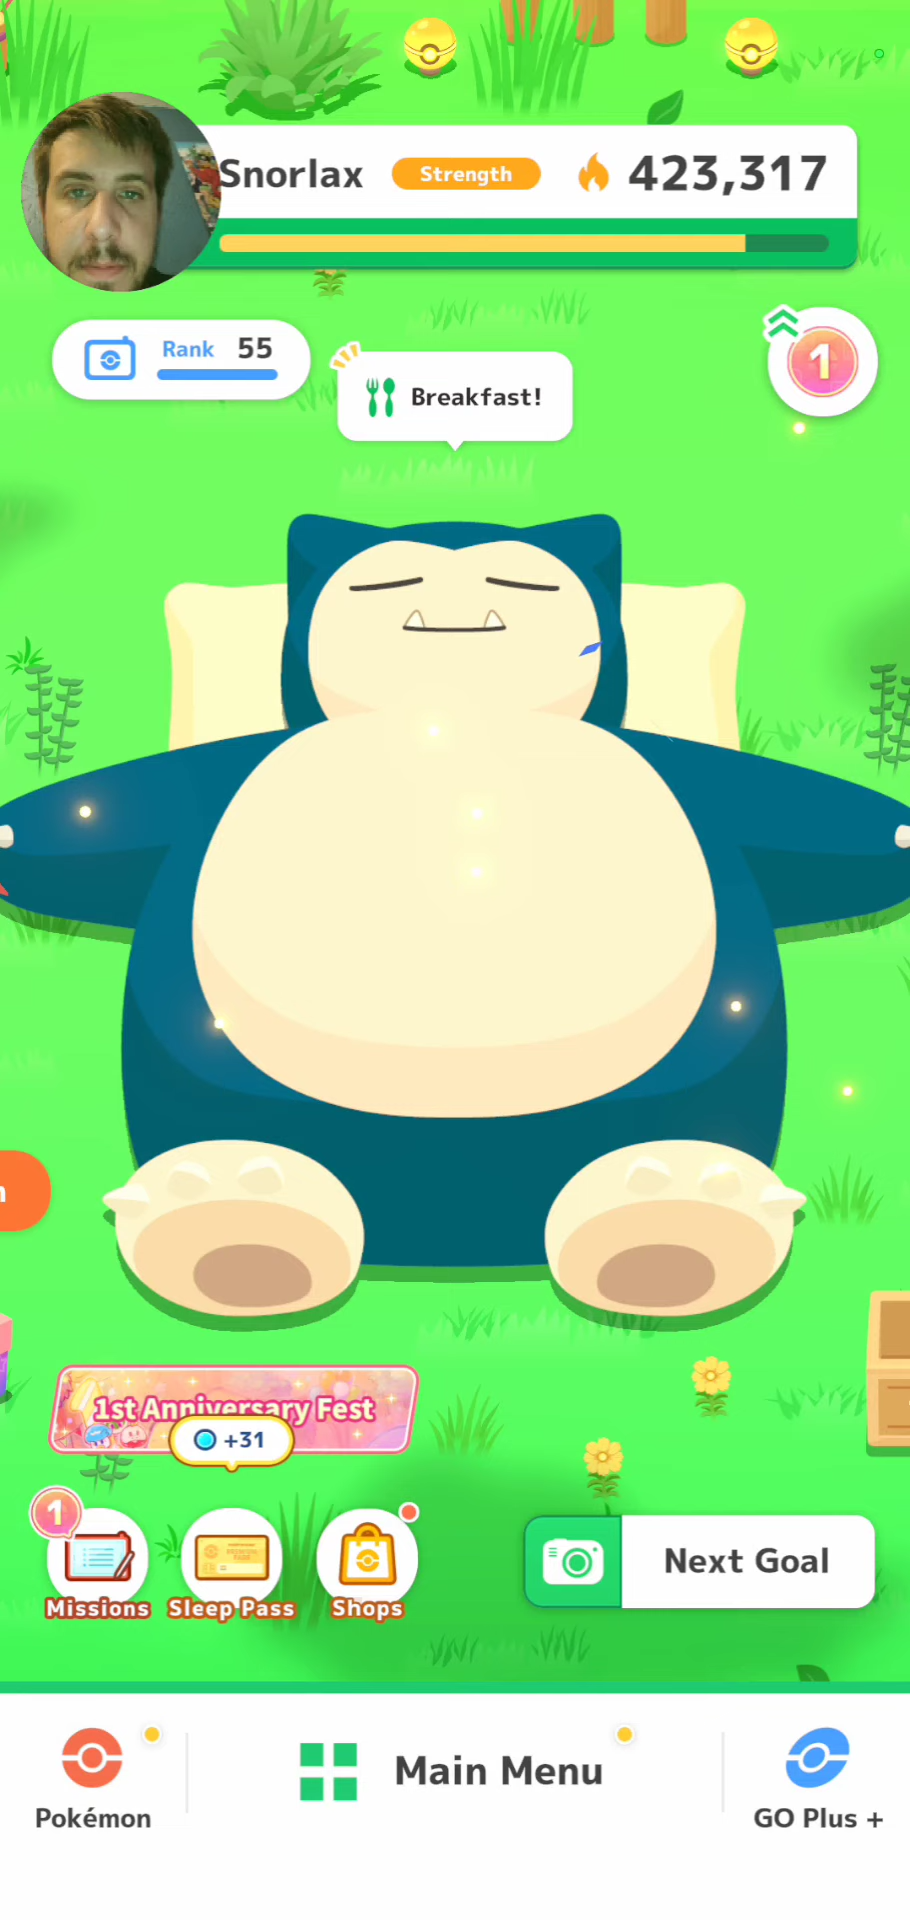 Snorlax Strength 423,317
Rank 55
1
Breakfast!
1st Anniversary Fest
+31
1
Missions Sleep Pass Shops
Next Goal
Pokémon
Main Menu
GO Plus +